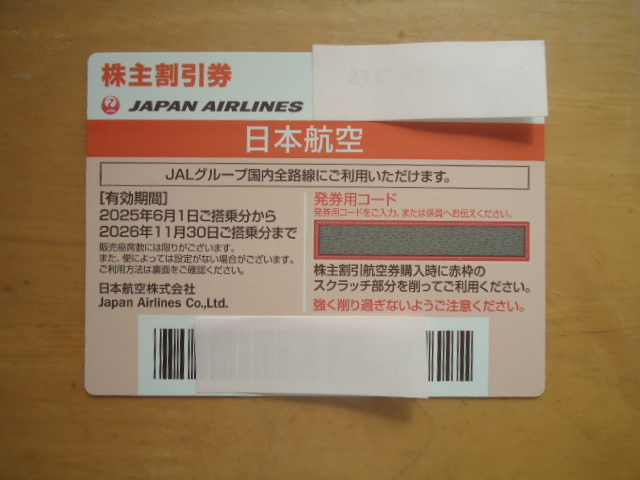 株主割引券
JAPAN AIRLINES
日本航空
JALグループ国内全路線にご利用いただけます。
[有効期間]
2025年6月1日ご搭乗分から
2026年11月30日ご搭乗分まで
販売座席数には限りがございます。
また、便によっては設定がない場合がございます。
ご利用方法は裏面をご確認ください。
日本航空株式会社
Japan Airlines Co.,Ltd.
発券用コード
発券用コードをご入力、または係員へお伝えください。
株主割引航空券購入時に赤枠の
スクラッチ部分を削ってご利用ください。
強く削り過ぎないようご注意ください。